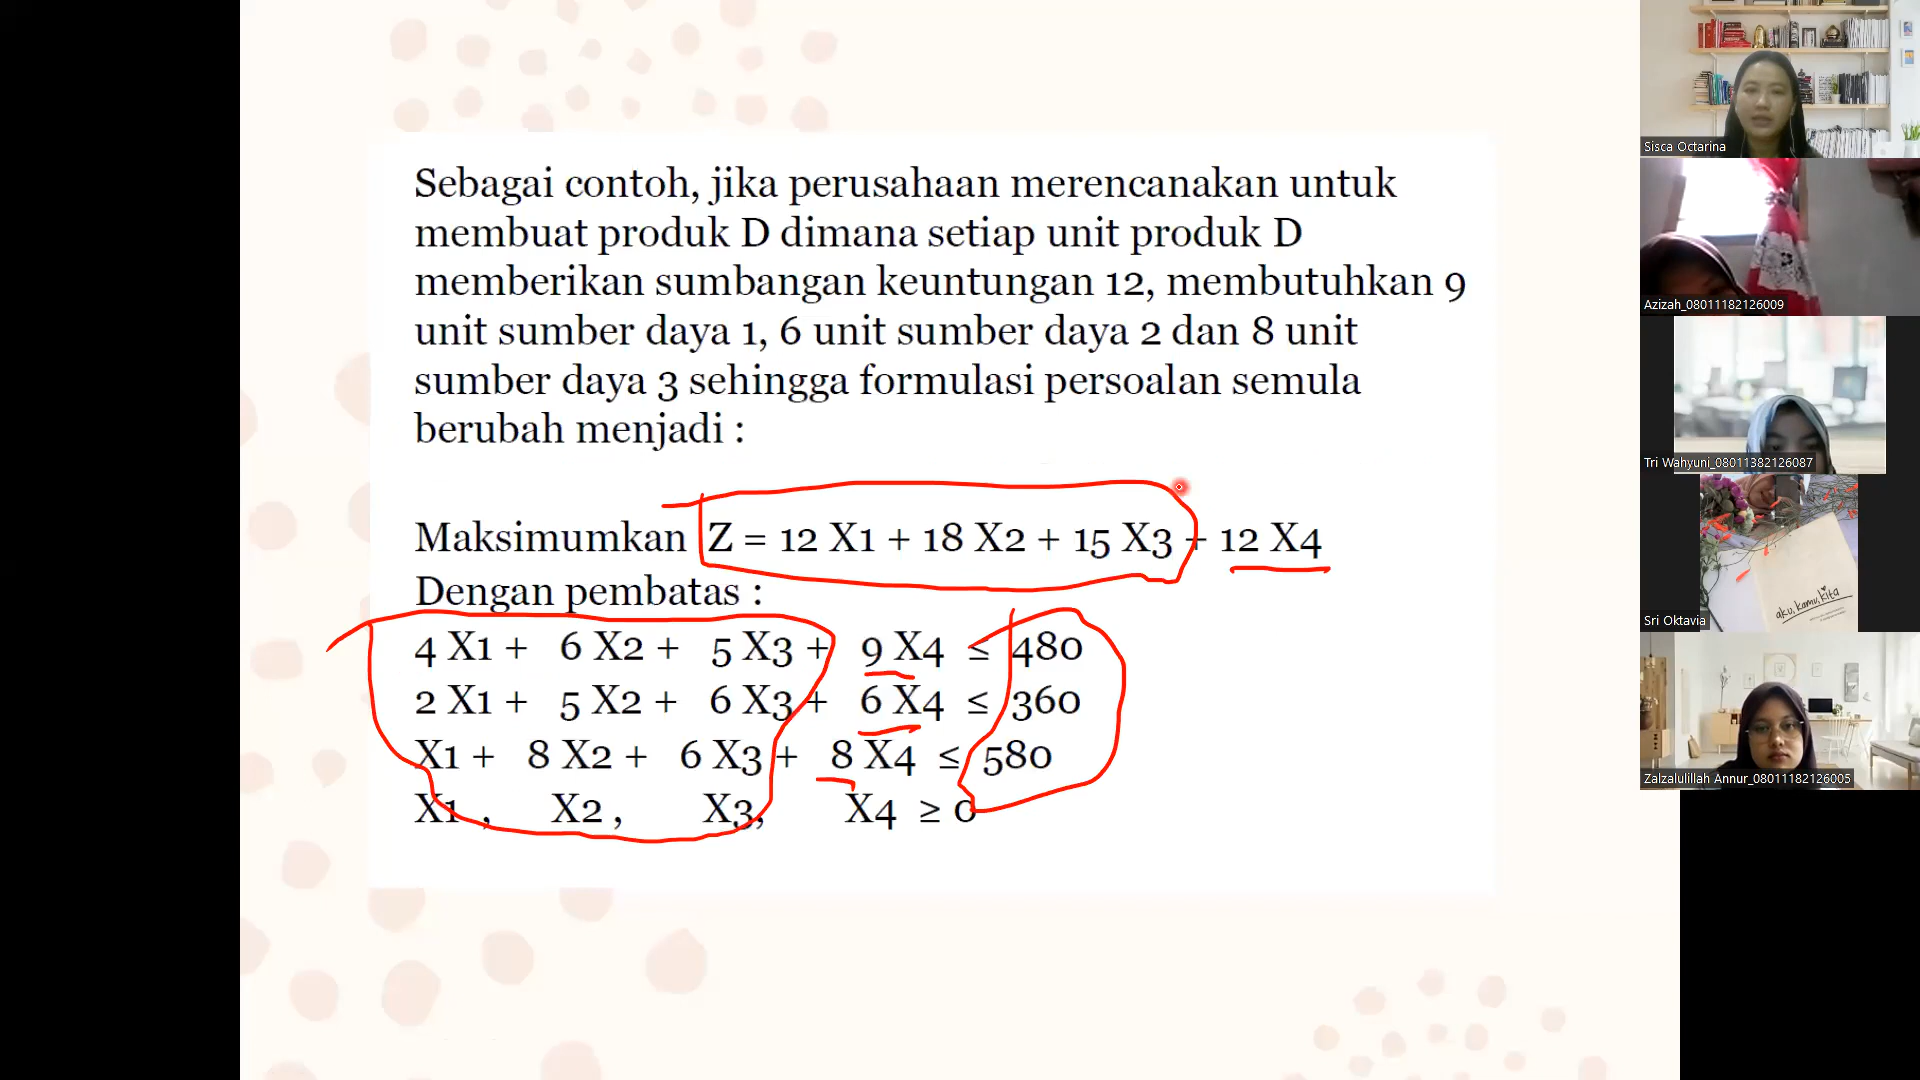 Sebagai contoh, jika perusahaan merencanakan untuk
membuat produk D dimana setiap unit produk D
memberikan sumbangan keuntungan 12, membutuhkan 9
unit sumber daya 1, 6 unit sumber daya 2 dan 8 unit
sumber daya 3 sehingga formulasi persoalan semula
berubah menjadi :
Maksimumkan Z = 12 X1 + 18 X2 + 15 X3 + 12 X4
Dengan pembatas :
4 X1 + 6 X2 + 5 X3 + 9 X4 ≤ 480
2 X1 + 5 X2 + 6 X3 + 6 X4 ≤ 360
X1 + 8 X2 + 6 X3 + 8 X4 ≤ 580
X1 , X2 , X3, X4 ≥ 0
Sisca Octarina
Azizah_08011182126009
Tri Wahyuni_08011382126087
aku, kamu, kita
Sri Oktavia
Zalzalulillah Annur_08011182126005